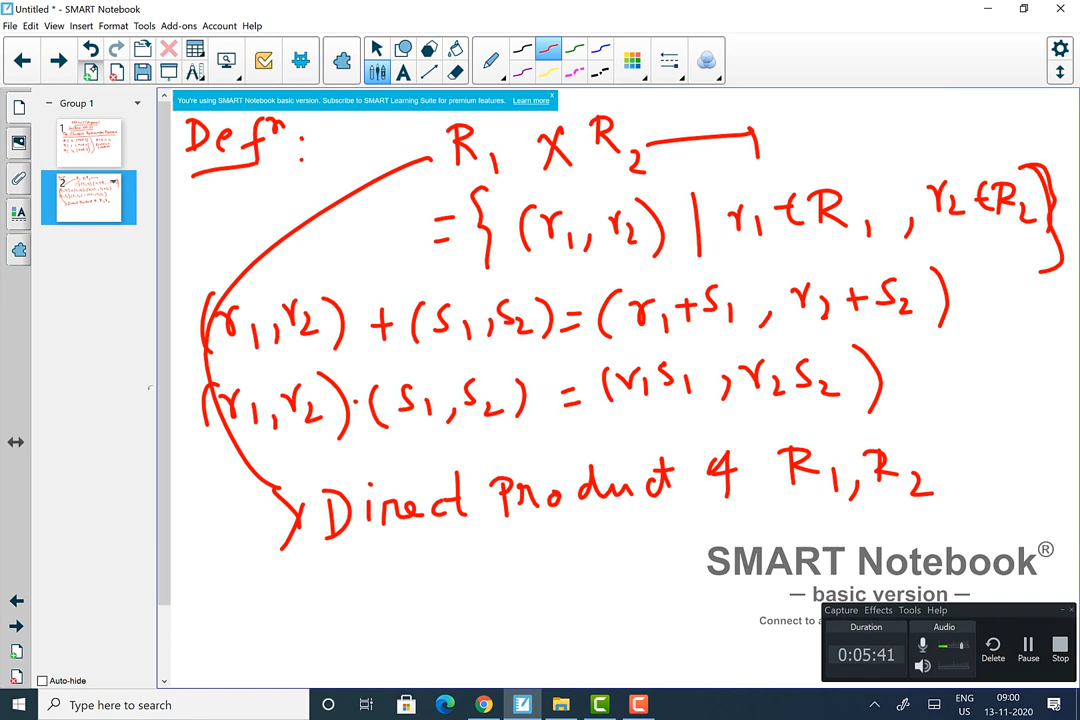 Untitled * - SMART Notebook
File Edit View Insert Format Tools Add-ons Account Help
Group 1
You're using SMART Notebook basic version. Subscribe to SMART Learning Suite for premium features. Learn more x
1
2
Defn: R1 X R2
= { (r1, r2) | r1 ∈ R1, r2 ∈ R2 }
(r1, r2) + (s1, s2) = (r1 + s1, r2 + s2)
(r1, r2) · (s1, s2) = (r1s1, r2s2)
Direct Product of R1, R2
SMART Notebook®
— basic version —
Connect to a
Capture Effects Tools Help
Duration Audio
0:05:41
Delete Pause Stop
Auto-hide
Type here to search
ENG
US
09:00
13-11-2020